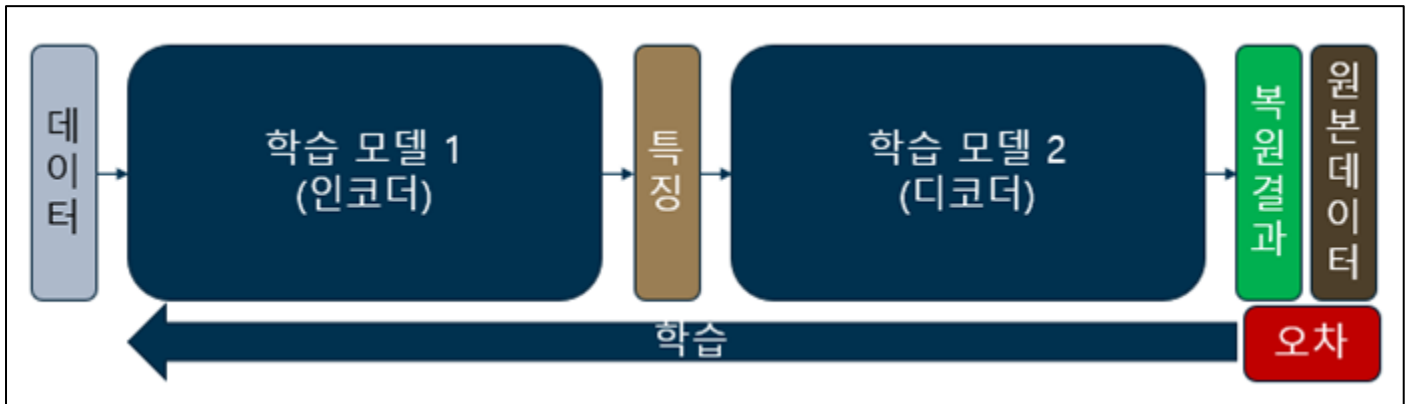 데이터
학습 모델 1
(인코더)
특징
학습 모델 2
(디코더)
복원결과
원본데이터
학습
오차